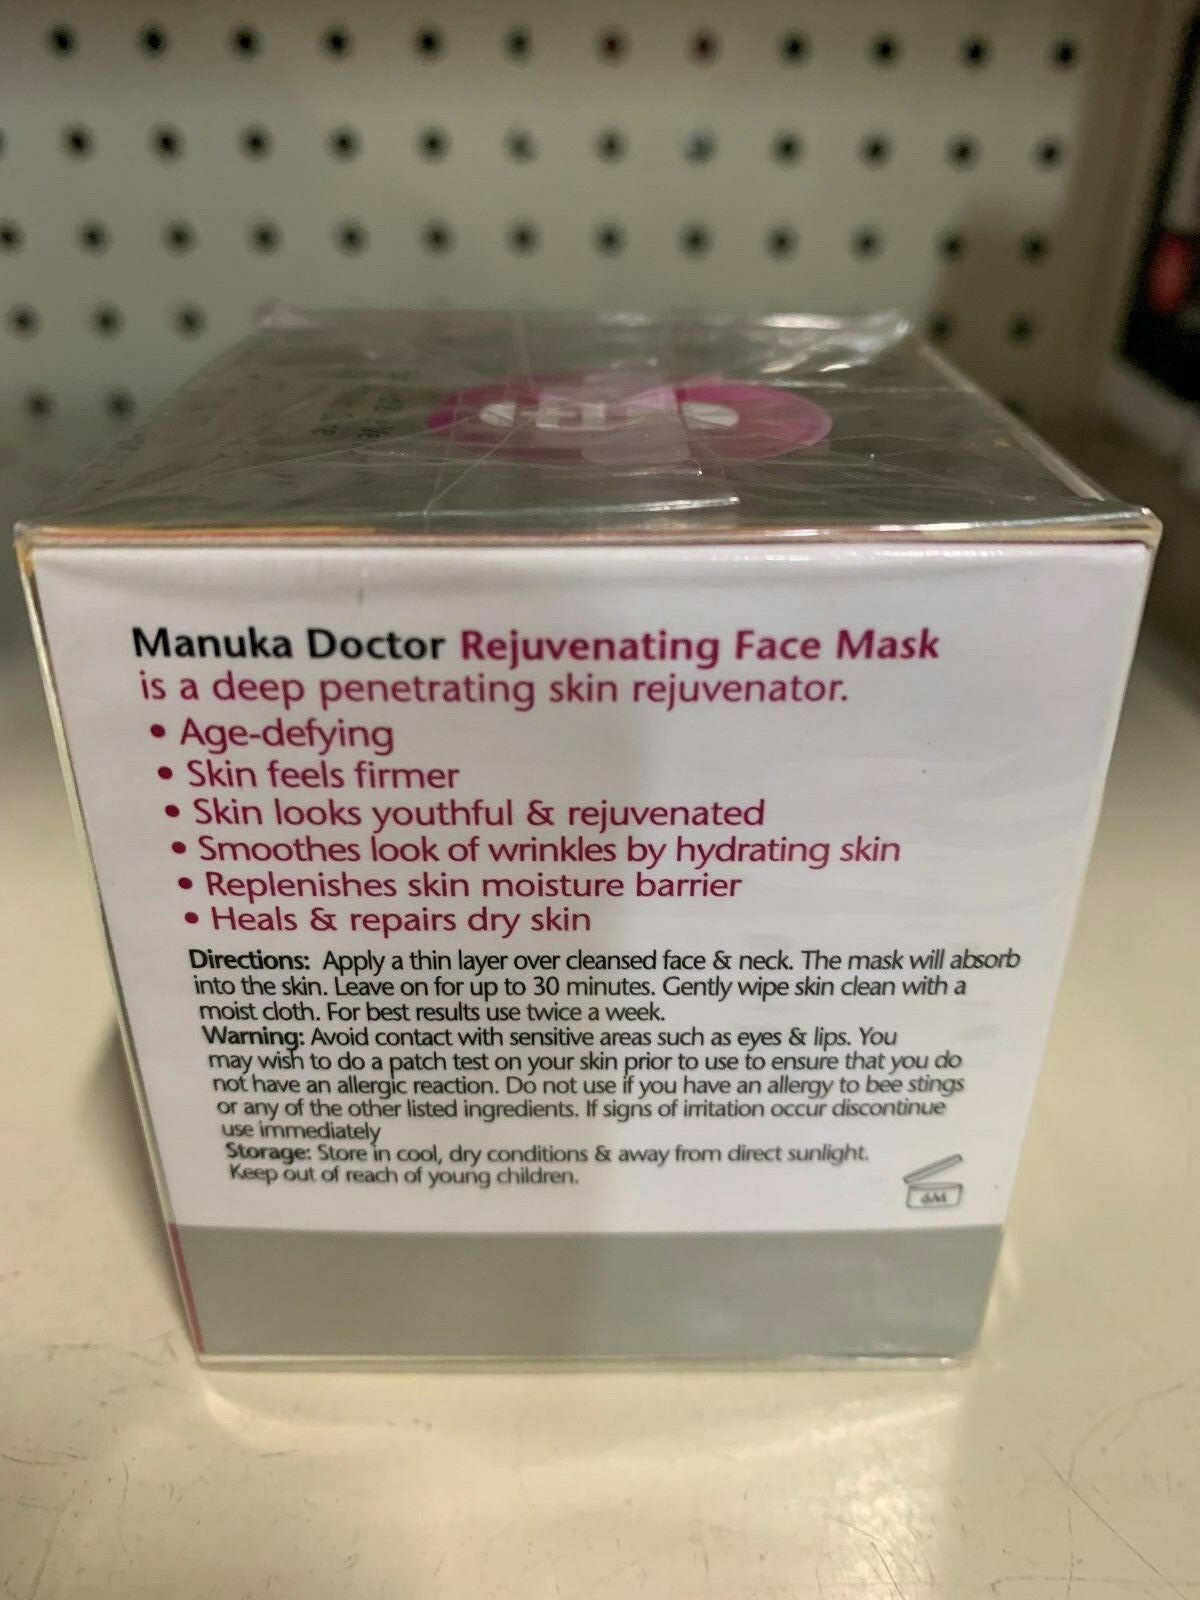 Manuka Doctor Rejuvenating Face Mask
is a deep penetrating skin rejuvenator.
• Age-defying
• Skin feels firmer
• Skin looks youthful & rejuvenated
• Smoothes look of wrinkles by hydrating skin
• Replenishes skin moisture barrier
• Heals & repairs dry skin
Directions: Apply a thin layer over cleansed face & neck. The mask will absorb
into the skin. Leave on for up to 30 minutes. Gently wipe skin clean with a
moist cloth. For best results use twice a week.
Warning: Avoid contact with sensitive areas such as eyes & lips. You
may wish to do a patch test on your skin prior to use to ensure that you do
not have an allergic reaction. Do not use if you have an allergy to bee stings
or any of the other listed ingredients. If signs of irritation occur discontinue
use immediately
Storage: Store in cool, dry conditions & away from direct sunlight.
Keep out of reach of young children.
6M